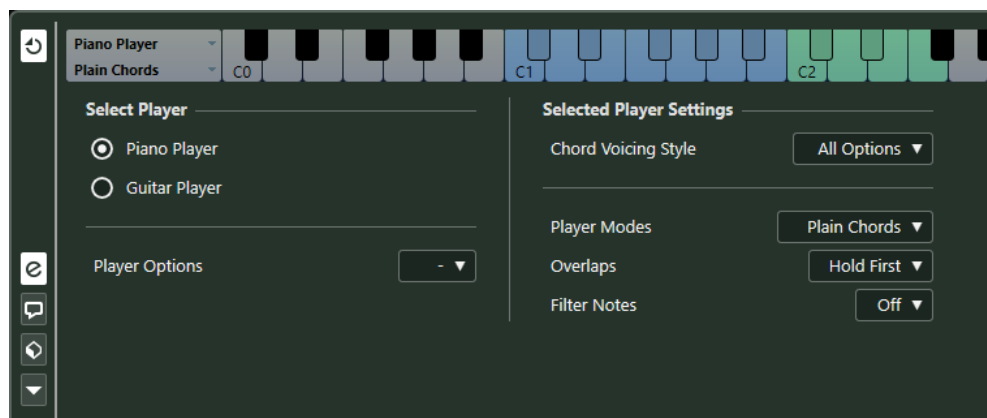 Piano Player
Plain Chords
C0
C1
C2
Select Player
Piano Player
Guitar Player
Player Options
-
Selected Player Settings
Chord Voicing Style
All Options
Player Modes
Plain Chords
Overlaps
Hold First
Filter Notes
Off